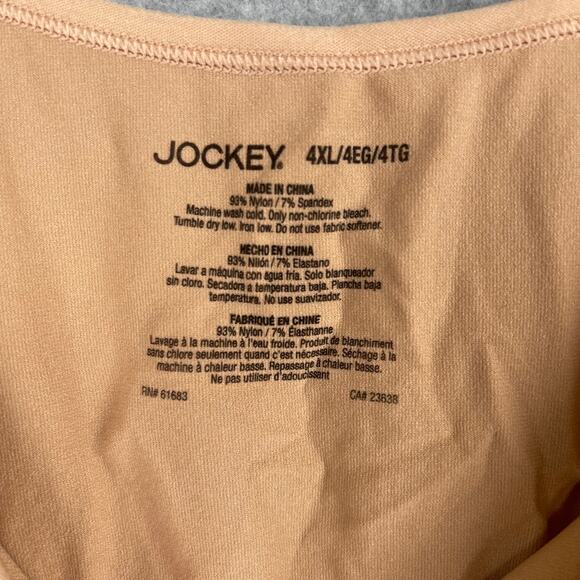 JOCKEY. 4XL/4EG/4TG
MADE IN CHINA
93% Nylon / 7% Spandex
Machine wash cold. Only non-chlorine bleach.
Tumble dry low. Iron low. Do not use fabric softener.
HECHO EN CHINA
93% Nilón / 7% Elastano
Lavar a máquina con agua fría. Solo blanqueador
sin cloro. Secadora a temperatura baja. Plancha baja
temperatura. No use suavizador.
FABRIQUÉ EN CHINE
93% Nylon / 7% Élasthanne
Lavage à la machine à l'eau froide. Produit de blanchiment
sans chlore seulement quand c'est nécessaire. Séchage à la
machine à chaleur basse. Repassage à chaleur basse.
Ne pas utiliser d'adoucissant
RN# 61683 CA# 23638